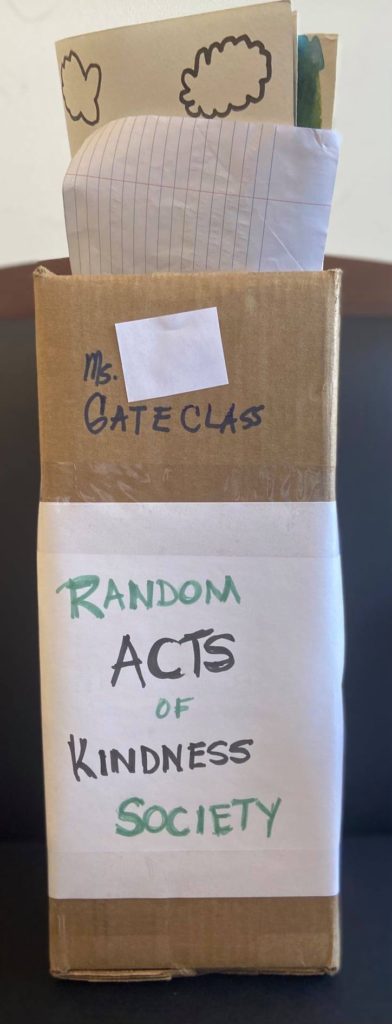 Ms.
GATE CLASS
RANDOM
ACTS
OF
KINDNESS
SOCIETY